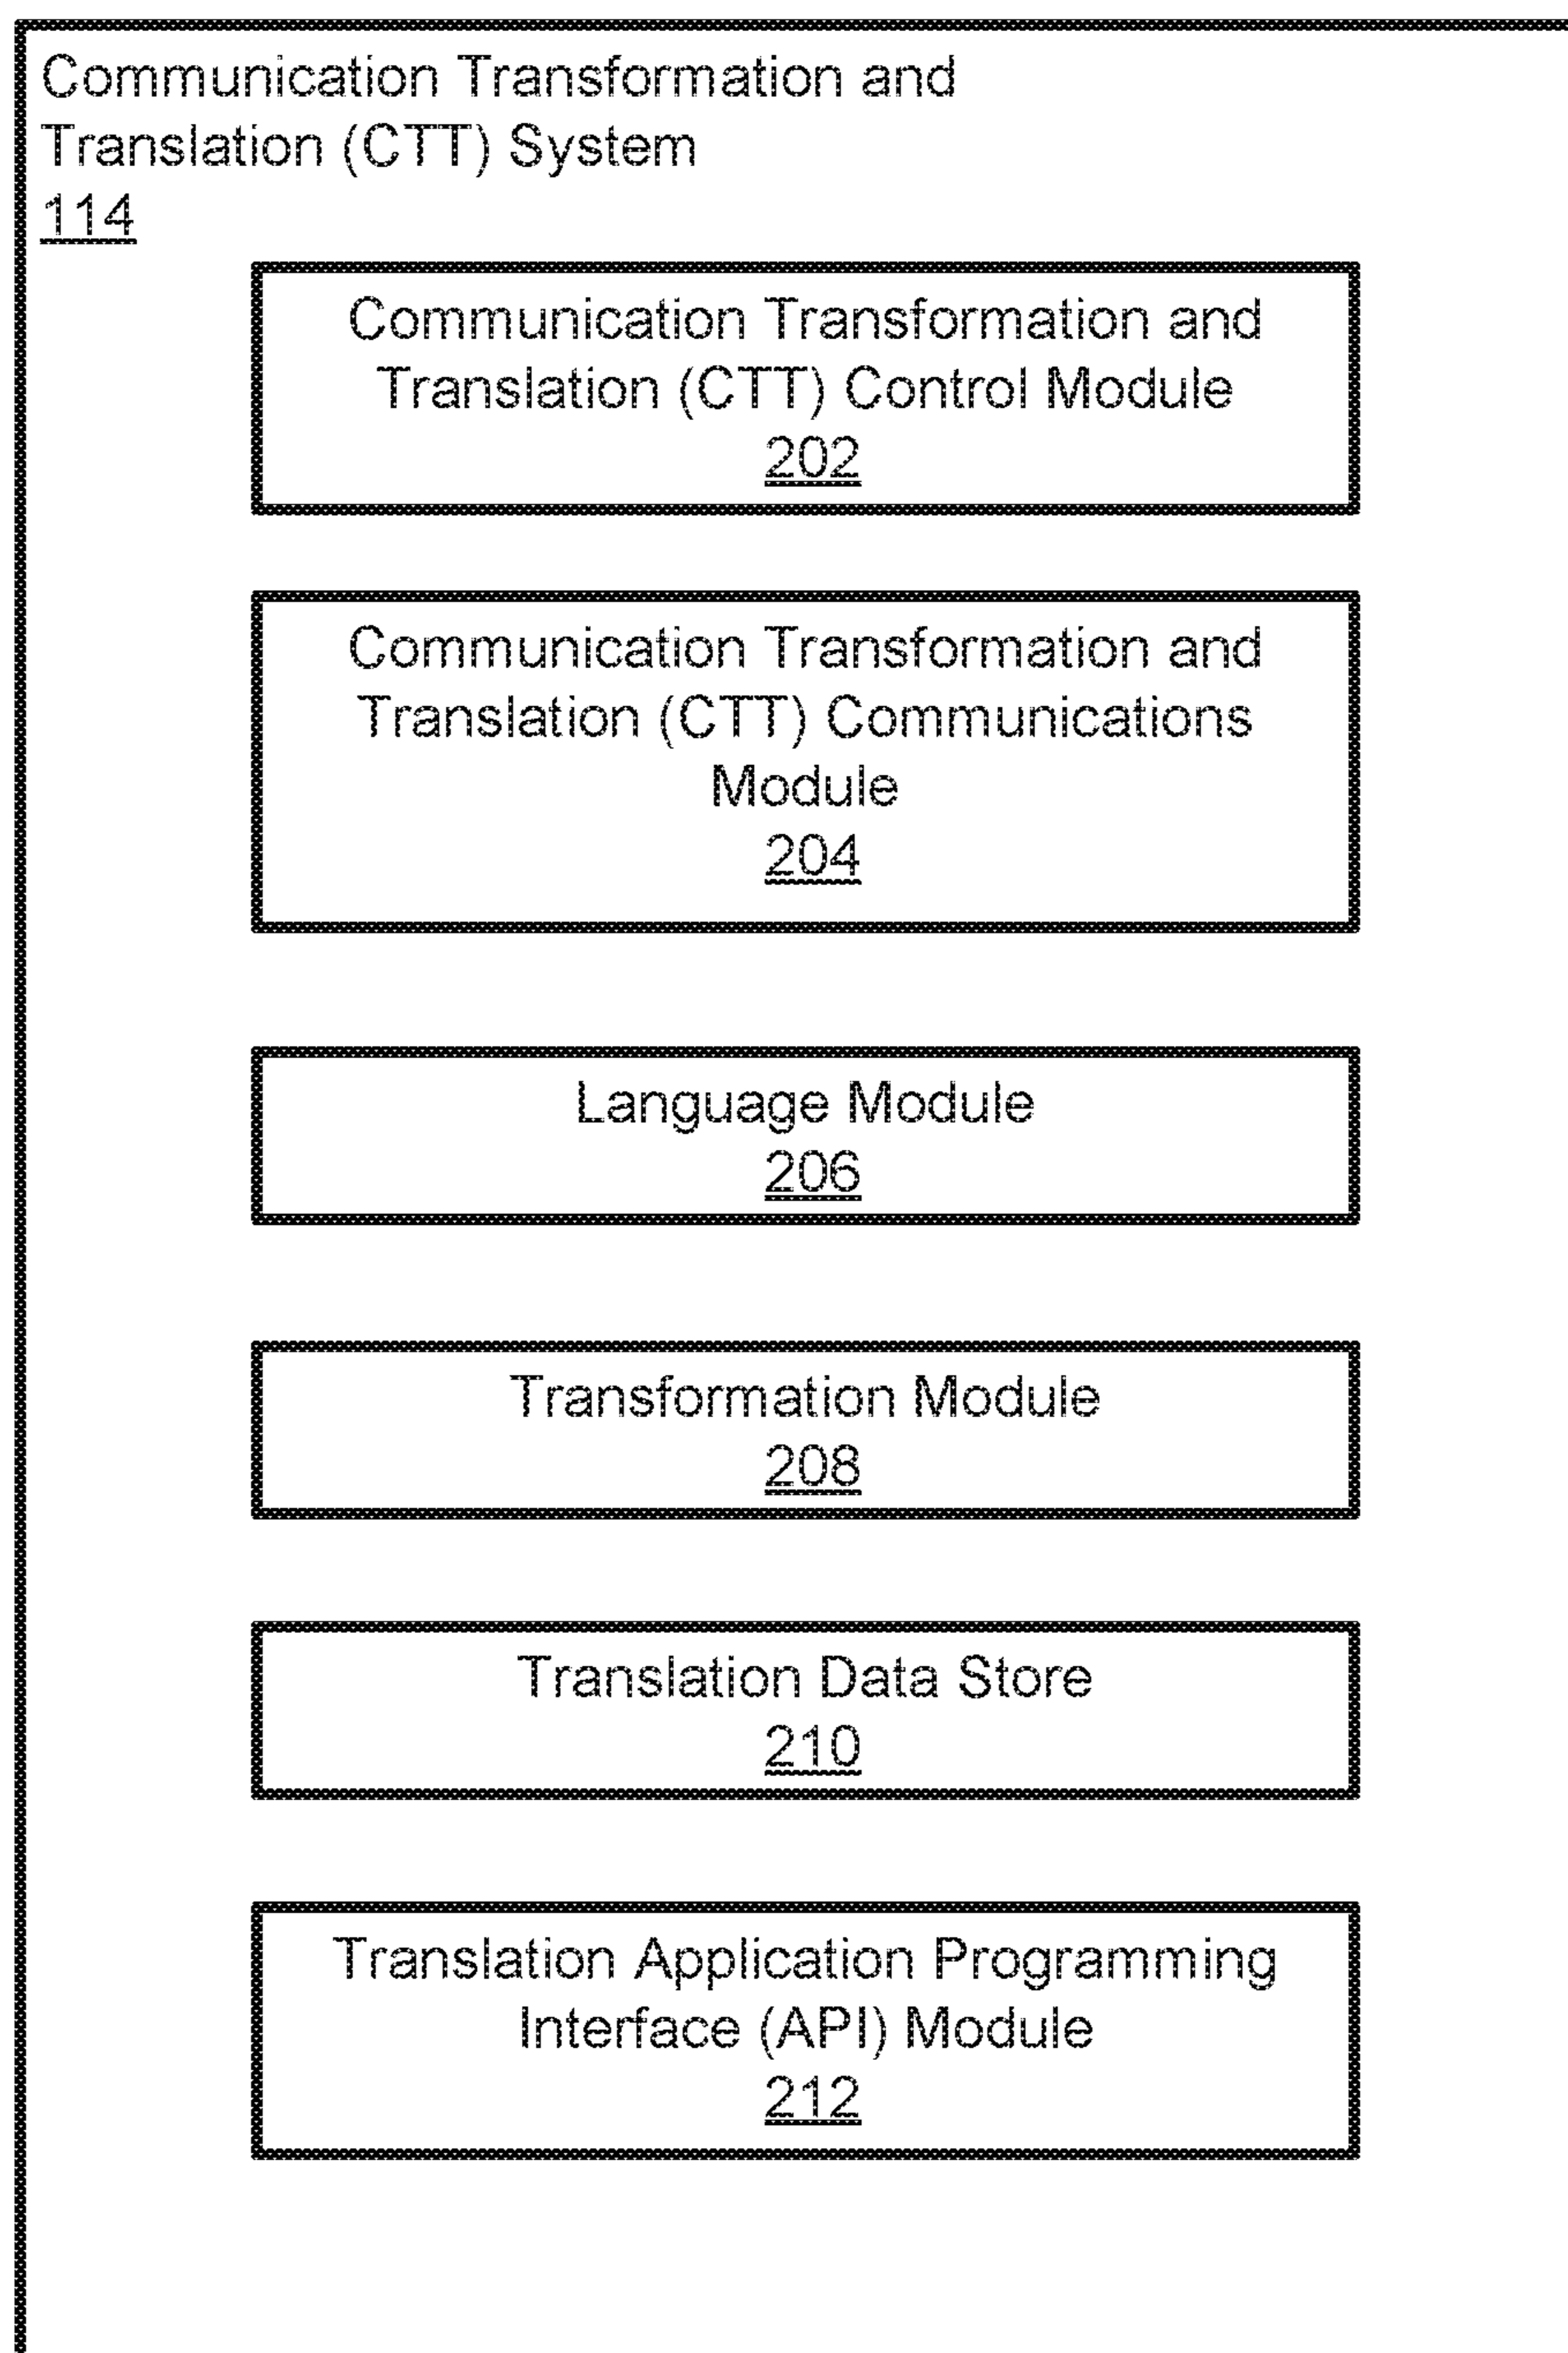 Communication Transformation and
Translation (CTT) System
114
Communication Transformation and
Translation (CTT) Control Module
202
Communication Transformation and
Translation (CTT) Communications
Module
204
Language Module
206
Transformation Module
208
Translation Data Store
210
Translation Application Programming
Interface (API) Module
212